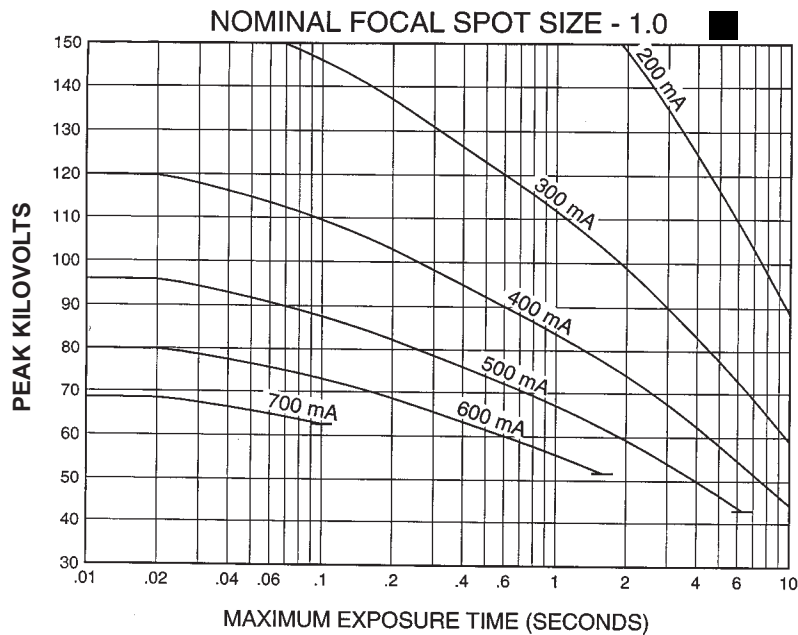 NOMINAL FOCAL SPOT SIZE - 1.0
PEAK KILOVOLTS
150
140
130
120
110
100
90
80
70
60
50
40
30
200 mA
300 mA
400 mA
500 mA
600 mA
700 mA
.01 .02 .04 .06 .1 .2 .4 .6 1 2 4 6 10
MAXIMUM EXPOSURE TIME (SECONDS)